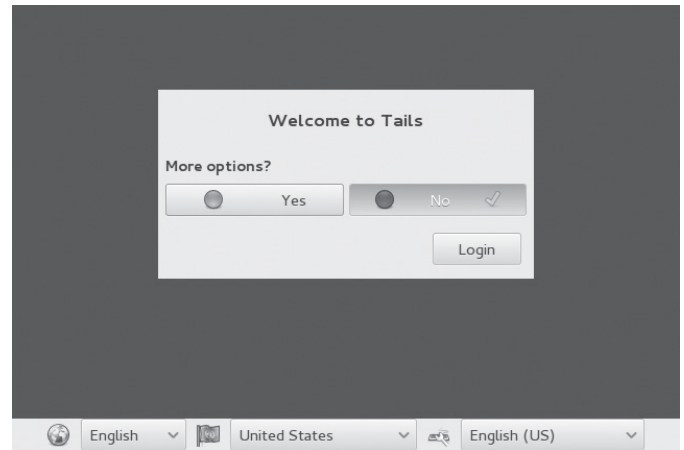 Welcome to Tails
More options?
Yes No
Login
English United States English (US)